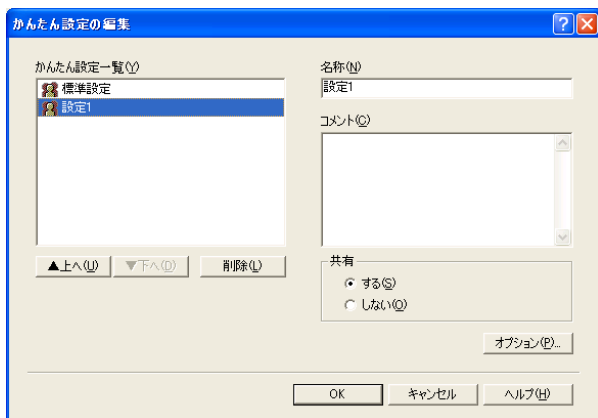 かんたん設定の編集
かんたん設定一覧(Y)
標準設定
設定1
▲上へ(U)
▼下へ(D)
削除(L)
名称(N)
設定1
コメント(C)
共有
する(S)
しない(O)
オプション(P)...
OK
キャンセル
ヘルプ(H)